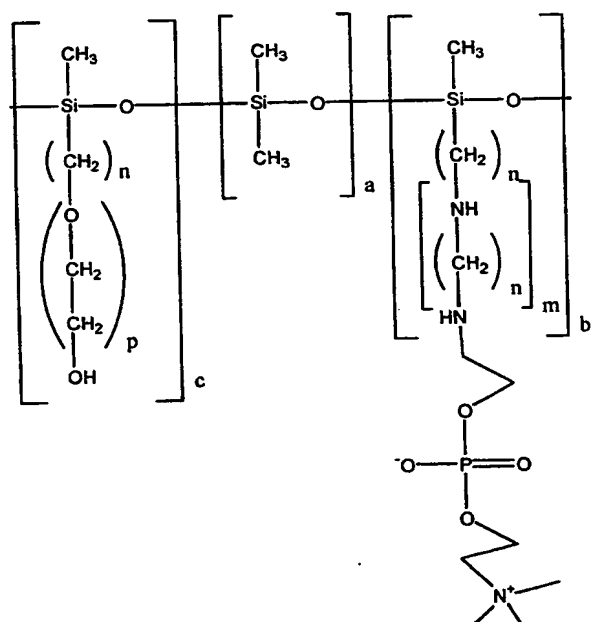 CH₃ CH₃ CH₃
Si O Si O Si O
(CH₂)n CH₃ (CH₂)n
a
O NH
CH₂ (CH₂)n
m
CH₂ HN
p b
OH
c
O
⁻O P O
O
N⁺